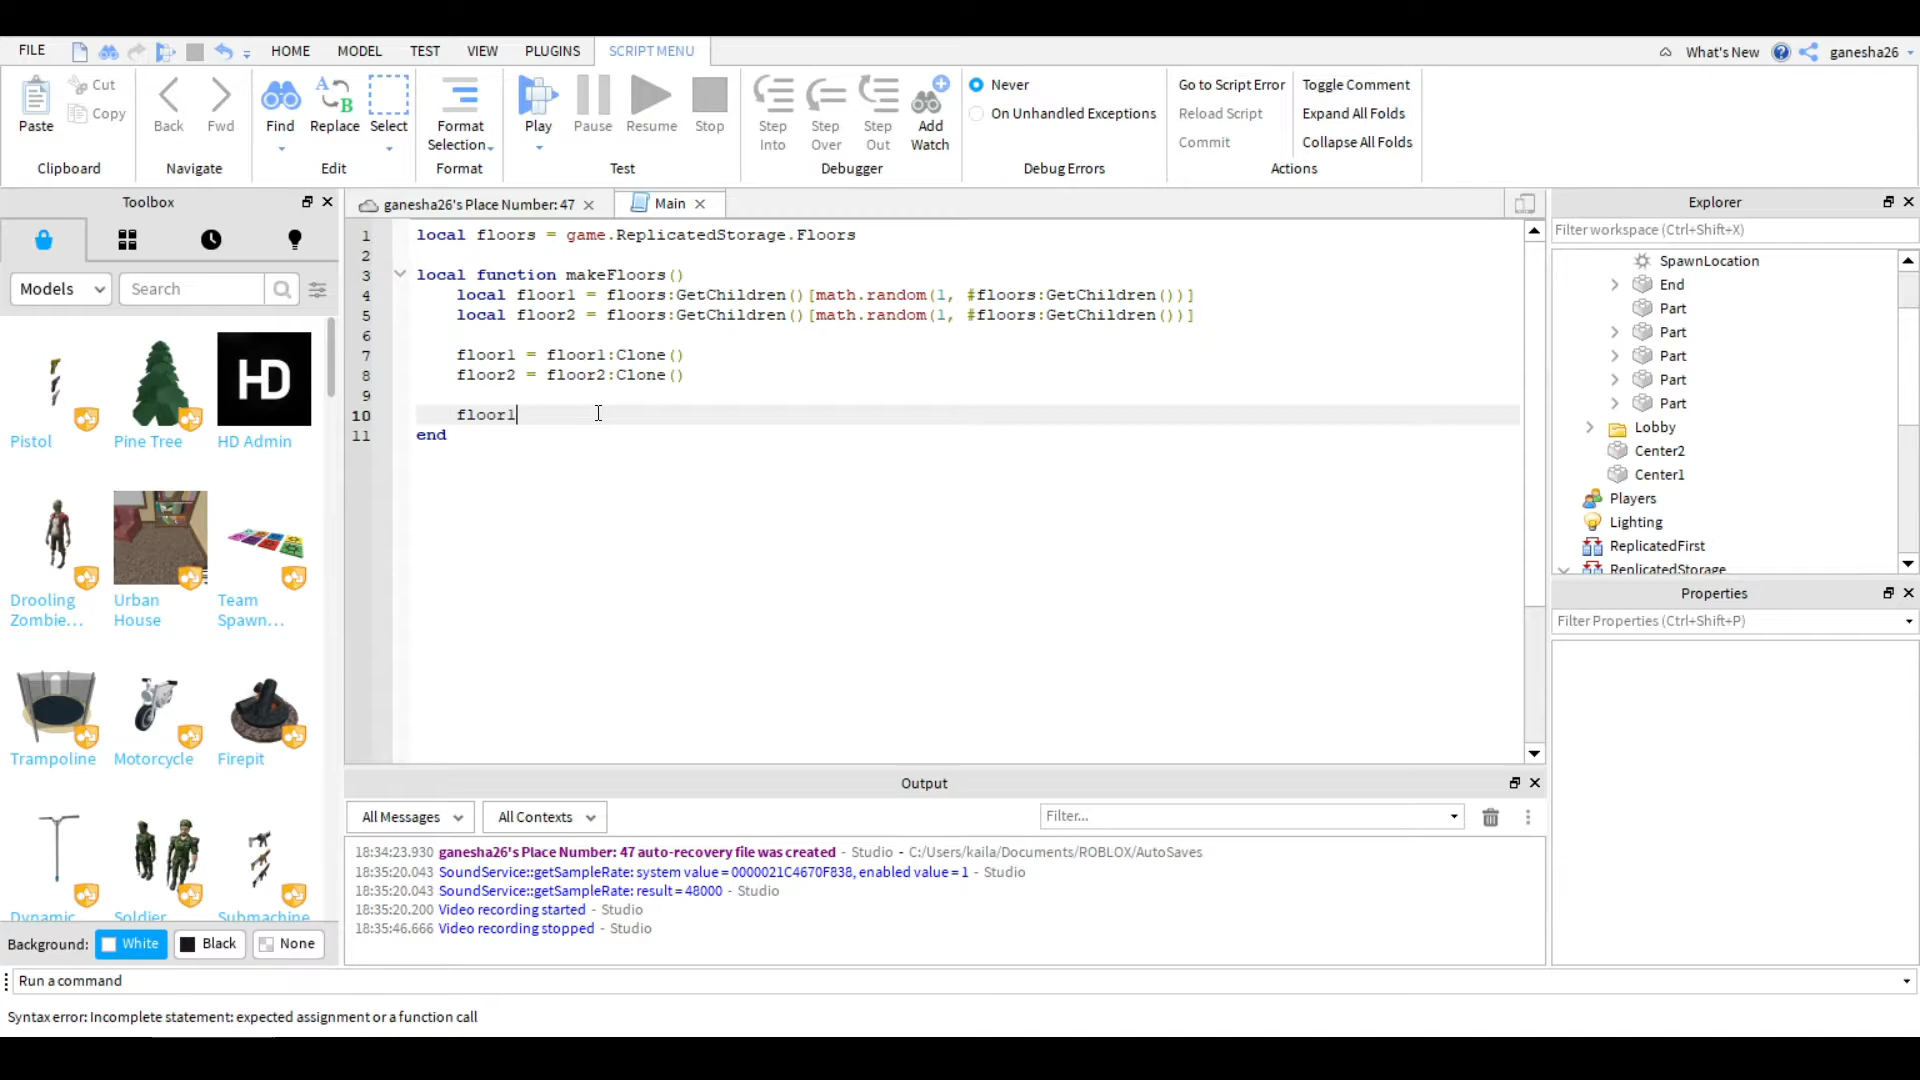 FILE HOME MODEL TEST VIEW PLUGINS SCRIPT MENU What's New ganesha26
Paste Cut Copy Back Fwd Find Replace Select Format Selection Play Pause Resume Stop Step Into Step Over Step Out Add Watch
Never
On Unhandled Exceptions
Go to Script Error Toggle Comment
Reload Script Expand All Folds
Commit Collapse All Folds
Clipboard Navigate Edit Format Test Debugger Debug Errors Actions
Toolbox
Models Search
Pistol Pine Tree HD Admin
HD
Drooling Zombie... Urban House Team Spawn...
Trampoline Motorcycle Firepit
Dynamic Soldier Submachine
Background: White Black None
ganesha26's Place Number: 47 Main
1 local floors = game.ReplicatedStorage.Floors
2
3 local function makeFloors()
4 local floor1 = floors:GetChildren()[math.random(1, #floors:GetChildren())]
5 local floor2 = floors:GetChildren()[math.random(1, #floors:GetChildren())]
6
7 floor1 = floor1:Clone()
8 floor2 = floor2:Clone()
9
10 floor1
11 end
Output
All Messages All Contexts Filter...
18:34:23.930 ganesha26's Place Number: 47 auto-recovery file was created - Studio - C:/Users/kaila/Documents/ROBLOX/AutoSaves
18:35:20.043 SoundService::getSampleRate: system value = 0000021C4670F838, enabled value = 1 - Studio
18:35:20.043 SoundService::getSampleRate: result = 48000 - Studio
18:35:20.200 Video recording started - Studio
18:35:46.666 Video recording stopped - Studio
Explorer
Filter workspace (Ctrl+Shift+X)
SpawnLocation
End
Part
Part
Part
Part
Part
Lobby
Center2
Center1
Players
Lighting
ReplicatedFirst
ReplicatedStorage
Properties
Filter Properties (Ctrl+Shift+P)
Run a command
Syntax error: Incomplete statement: expected assignment or a function call